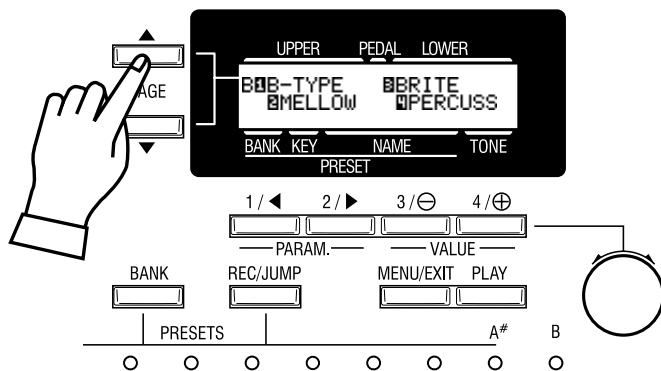 UPPER PEDAL LOWER
B1B-TYPE 3BRITE
2MELLOW 4PERCUSS
AGE
BANK KEY NAME TONE
PRESET
1/◀ 2/▶ 3/⊖ 4/⊕
PARAM. VALUE
BANK REC/JUMP MENU/EXIT PLAY
PRESETS A# B